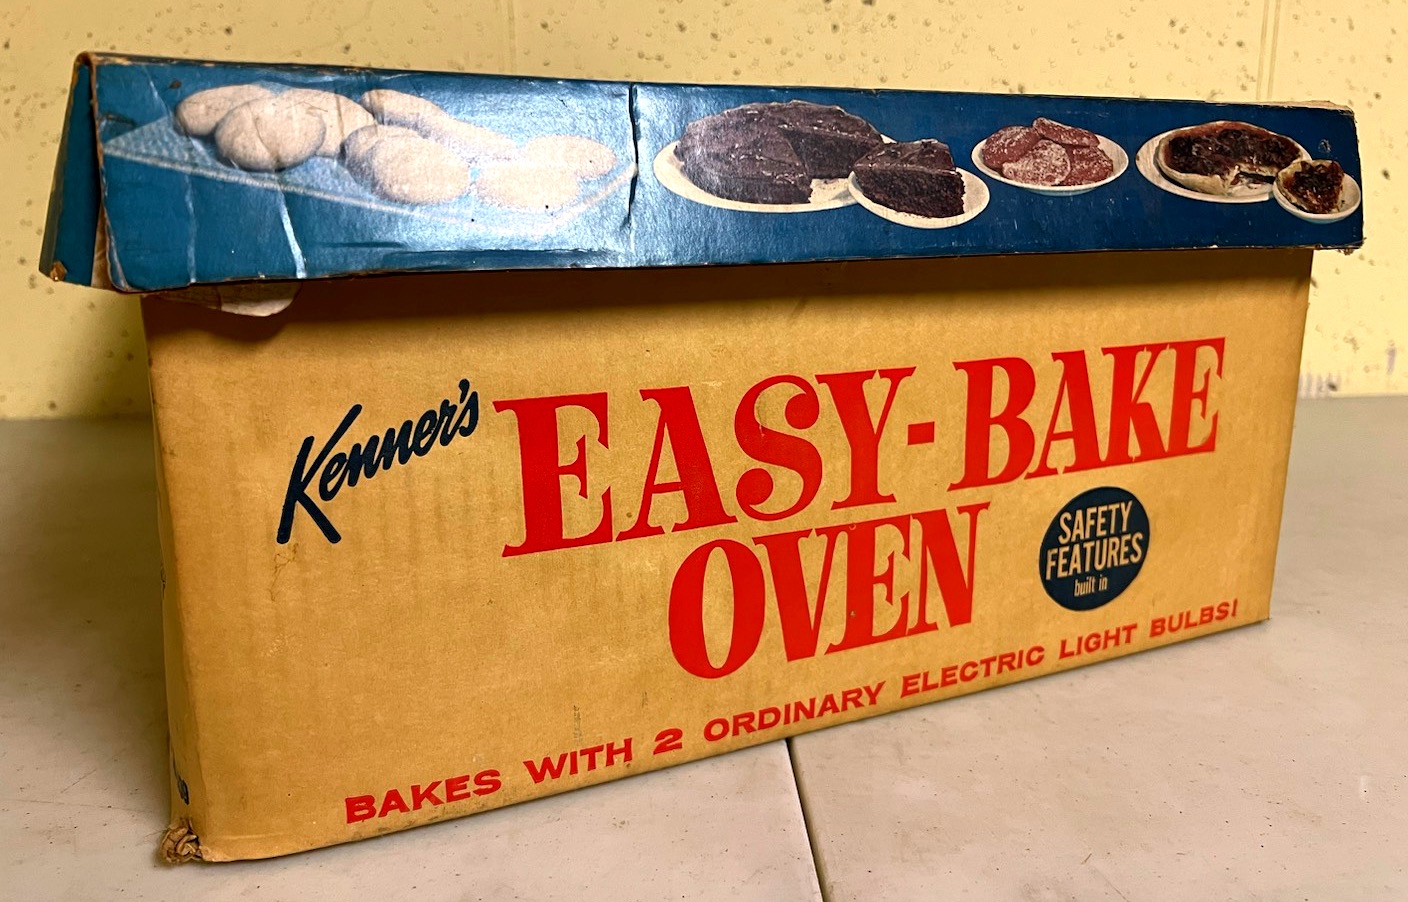 Kenner's
EASY-BAKE
OVEN
SAFETY
FEATURES
built in
BAKES WITH 2 ORDINARY ELECTRIC LIGHT BULBS!